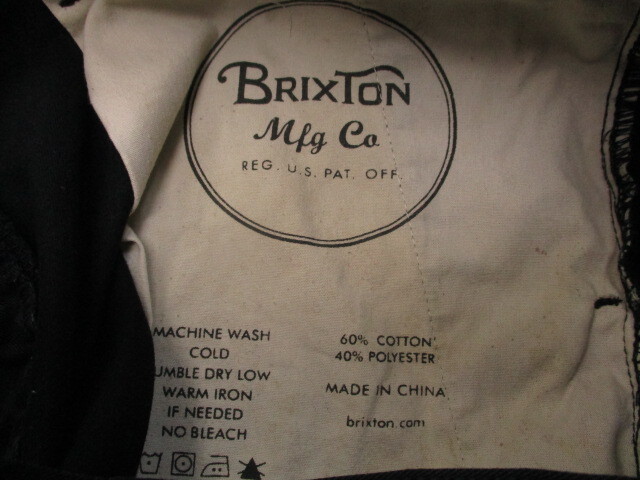 BRIXTON
Mfg Co
REG. U.S. PAT. OFF.
MACHINE WASH
COLD
UMBLE DRY LOW
WARM IRON
IF NEEDED
NO BLEACH
60% COTTON
40% POLYESTER
MADE IN CHINA
brixton.com